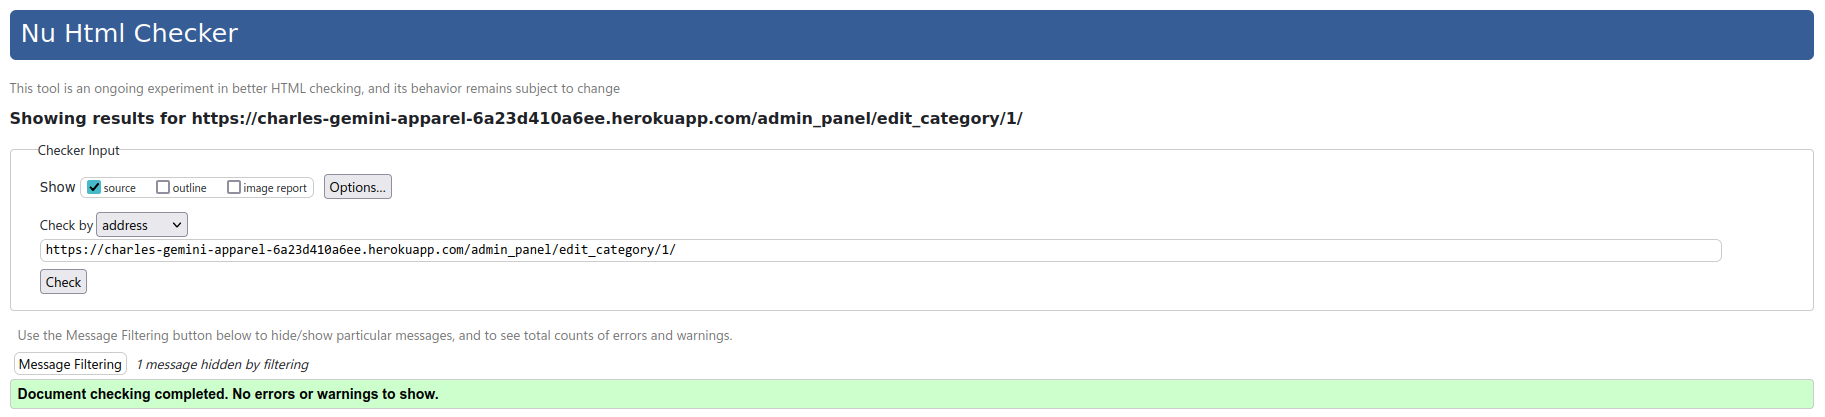 Nu Html Checker
This tool is an ongoing experiment in better HTML checking, and its behavior remains subject to change
Showing results for https://charles-gemini-apparel-6a23d410a6ee.herokuapp.com/admin_panel/edit_category/1/
Checker Input
Show source outline image report Options...
Check by address
https://charles-gemini-apparel-6a23d410a6ee.herokuapp.com/admin_panel/edit_category/1/
Check
Use the Message Filtering button below to hide/show particular messages, and to see total counts of errors and warnings.
Message Filtering 1 message hidden by filtering
Document checking completed. No errors or warnings to show.